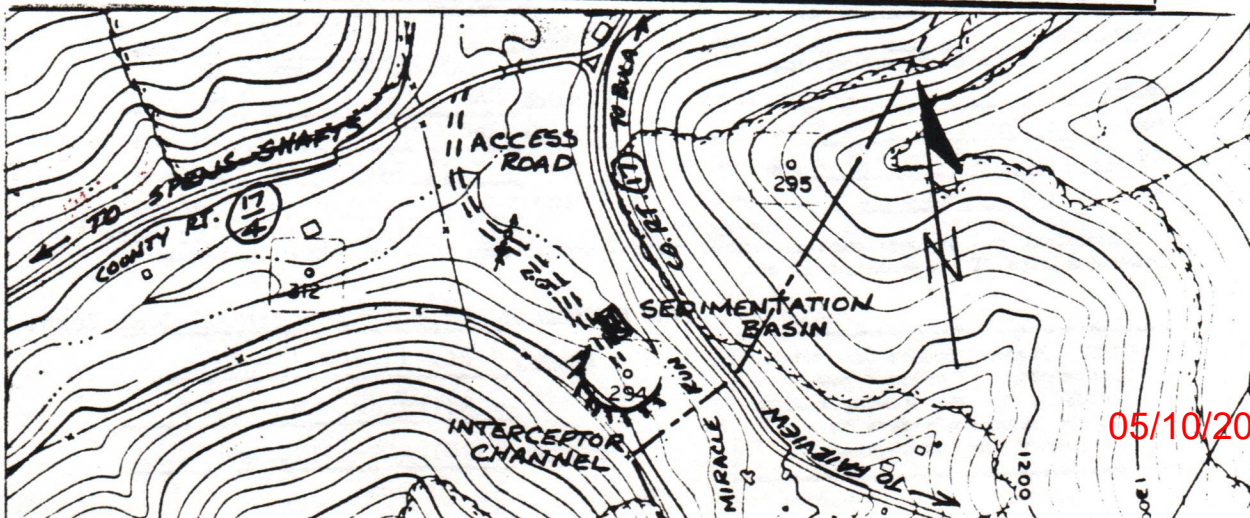 TO BULA
ACCESS
ROAD
TO SPENS SHAFTS
COUNTY RT. 17/4
CO RT 17
295
312
N
SEDIMENTATION
BASIN
294
INTERCEPTOR
CHANNEL
MIRACLE RUN
TO FAIRVIEW
05/10/20
1200
1300